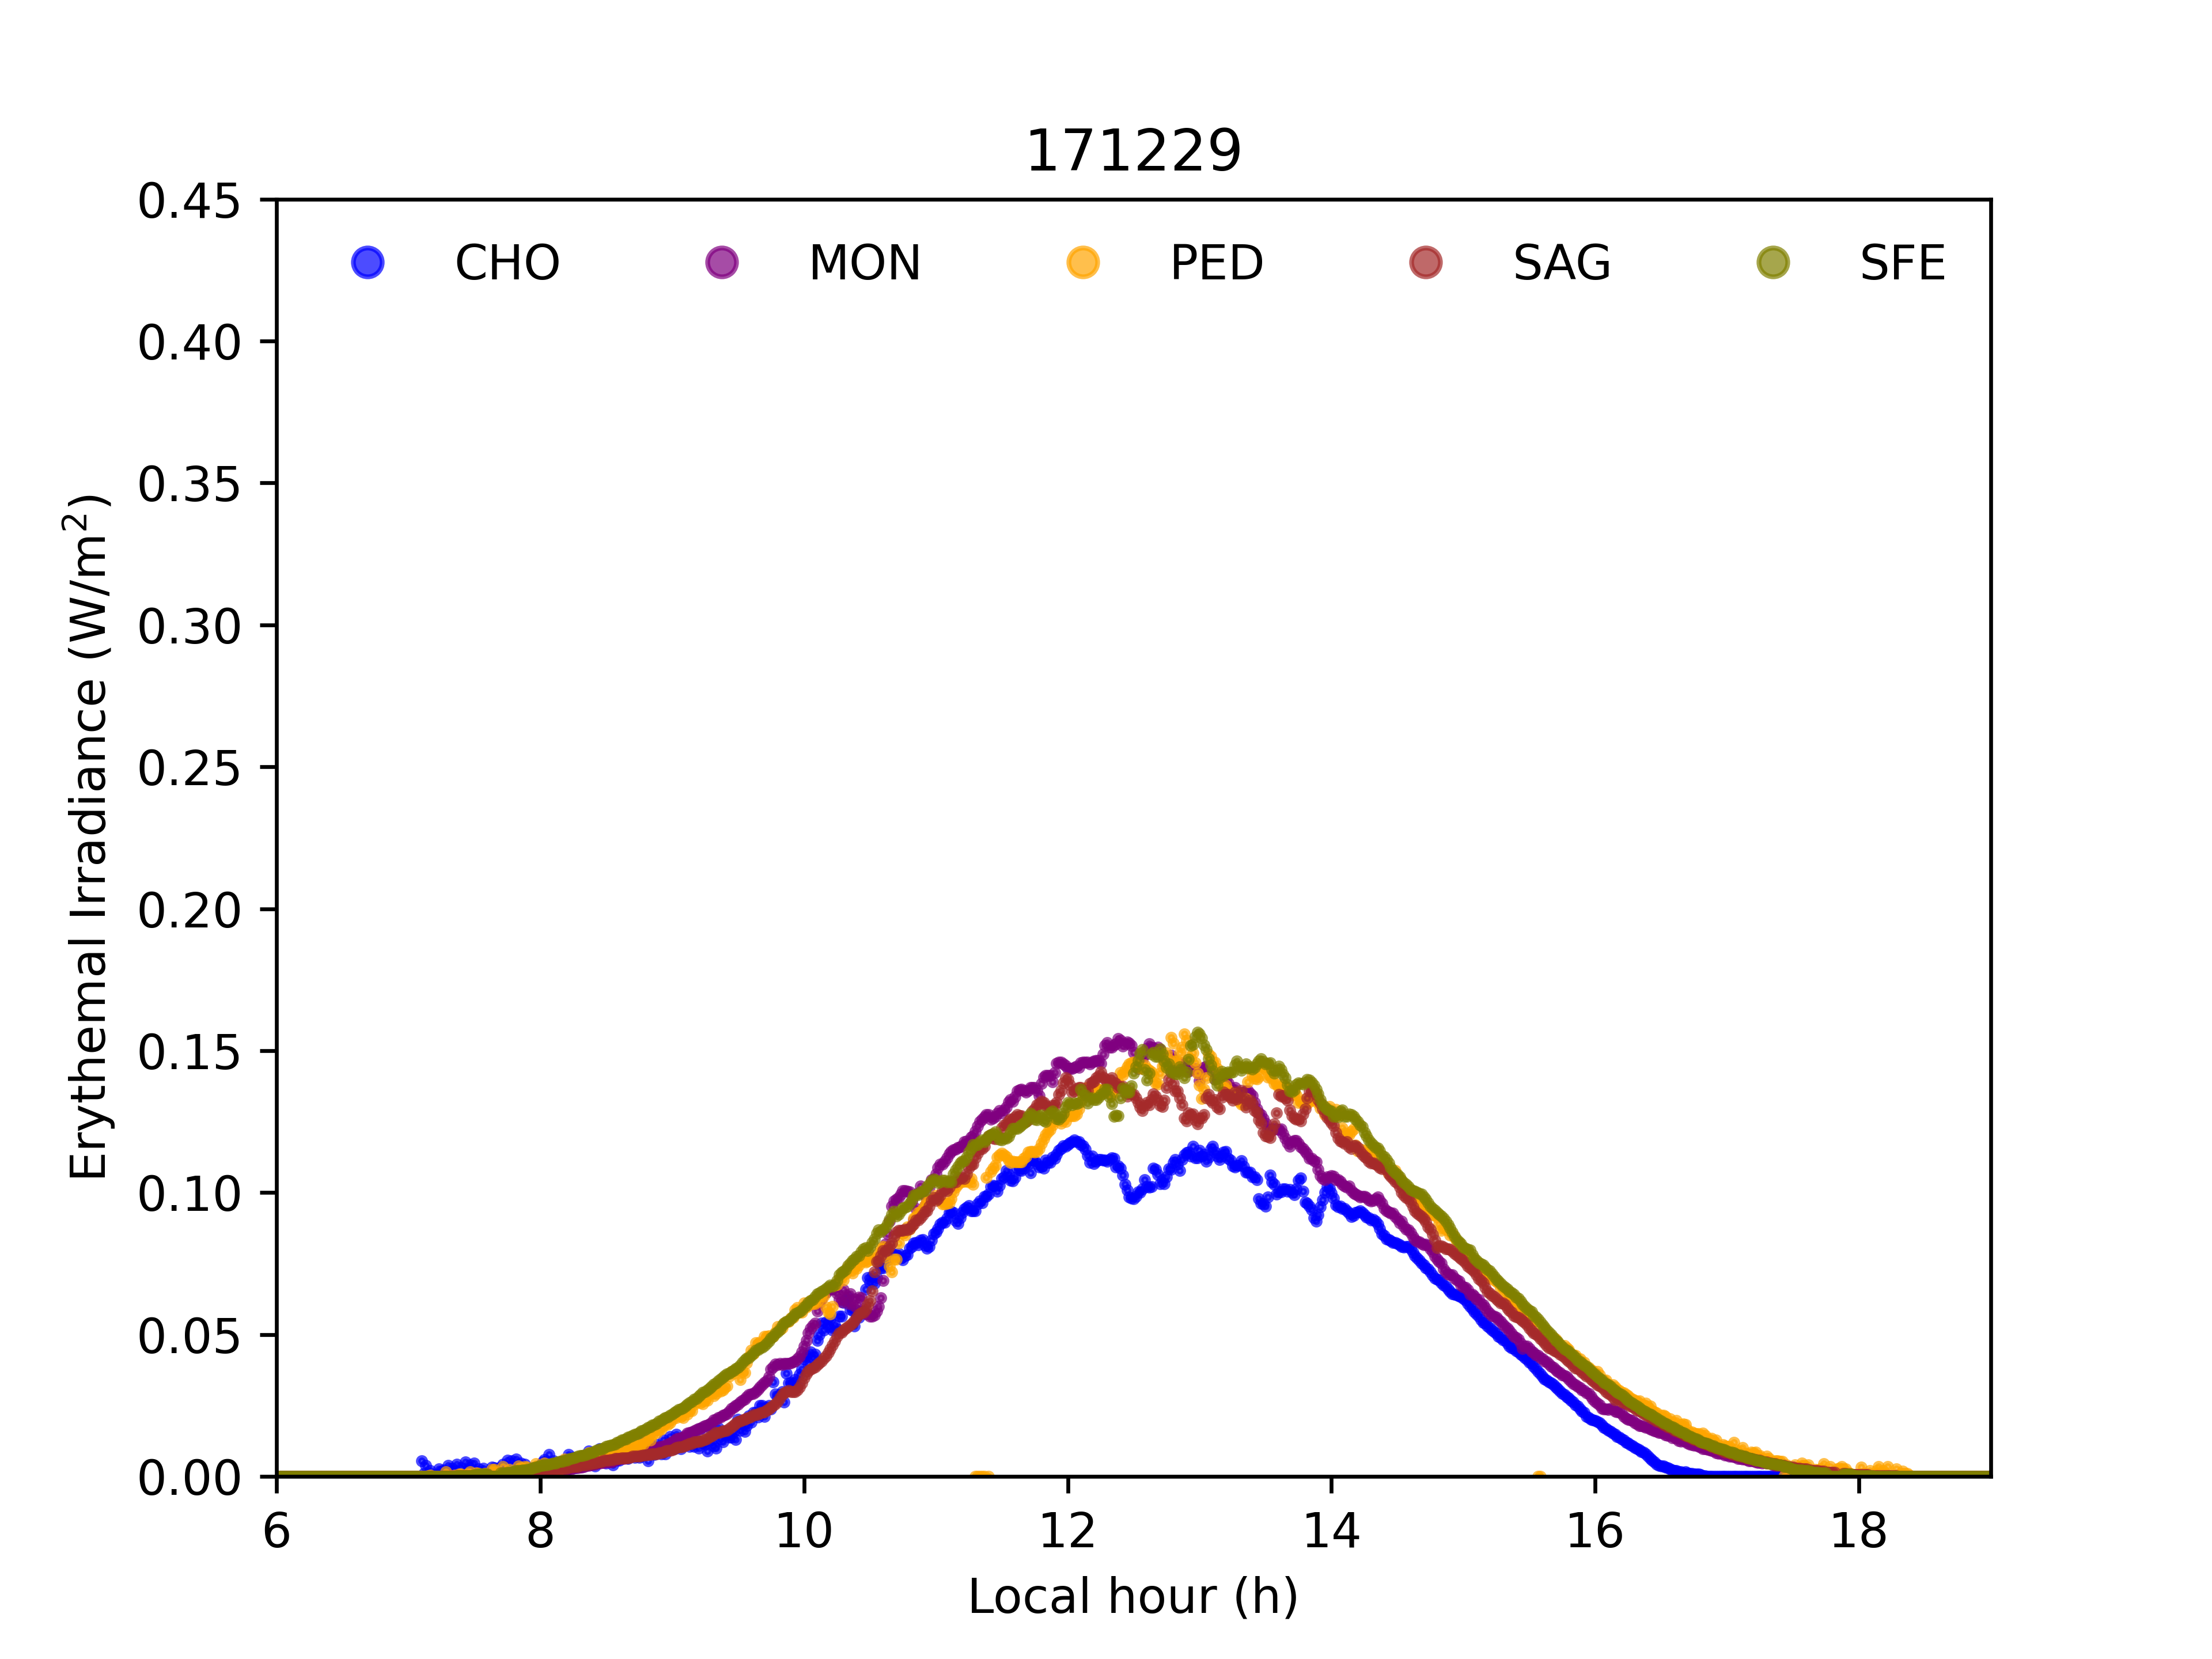 171229
CHO MON PED SAG SFE
0.45
0.40
0.35
0.30
0.25
0.20
0.15
0.10
0.05
0.00
Erythemal Irradiance (W/m²)
6 8 10 12 14 16 18
Local hour (h)